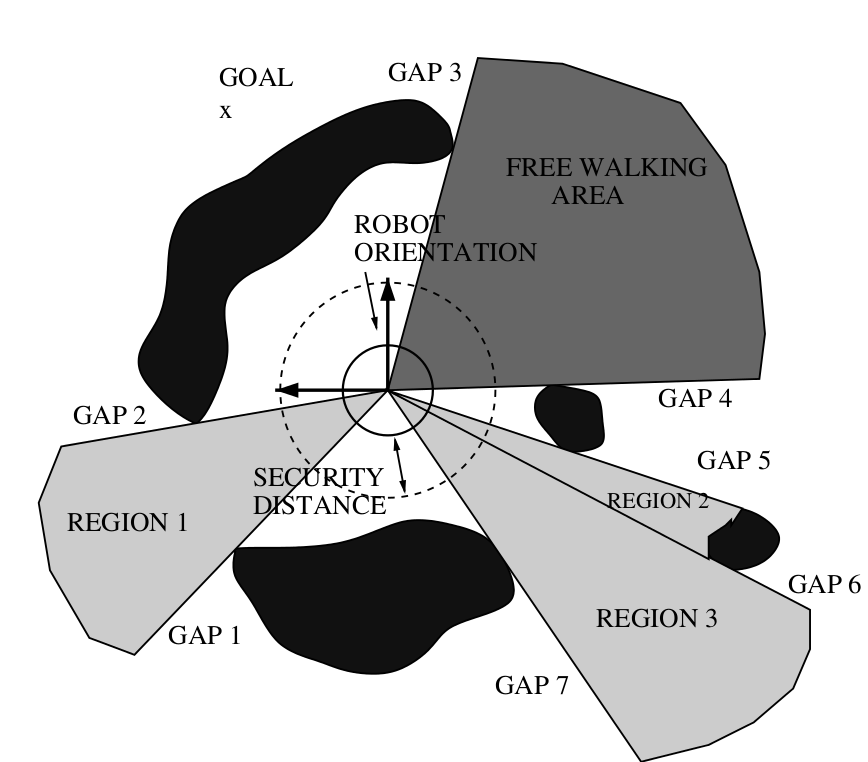 GOAL
x
GAP 3
FREE WALKING
AREA
ROBOT
ORIENTATION
GAP 2
GAP 4
GAP 5
SECURITY
DISTANCE
REGION 2
REGION 1
GAP 6
GAP 1
REGION 3
GAP 7